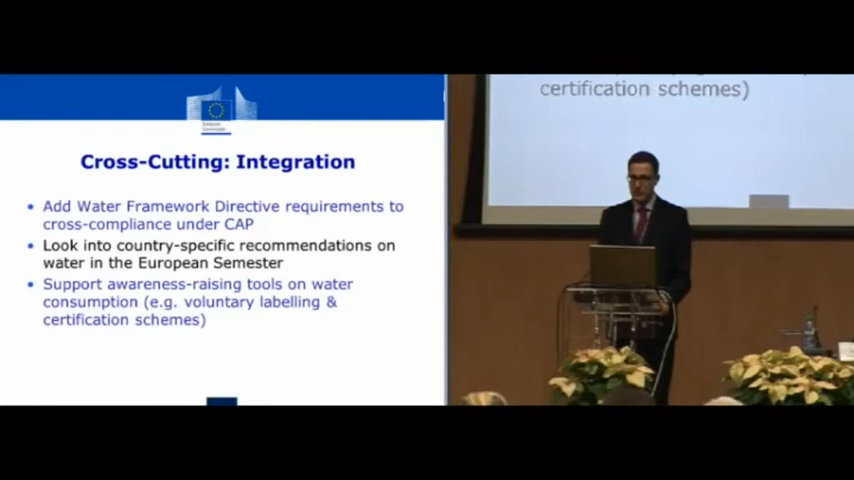 Cross-Cutting: Integration
• Add Water Framework Directive requirements to
cross-compliance under CAP
• Look into country-specific recommendations on
water in the European Semester
• Support awareness-raising tools on water
consumption (e.g. voluntary labelling &
certification schemes)
certification schemes)